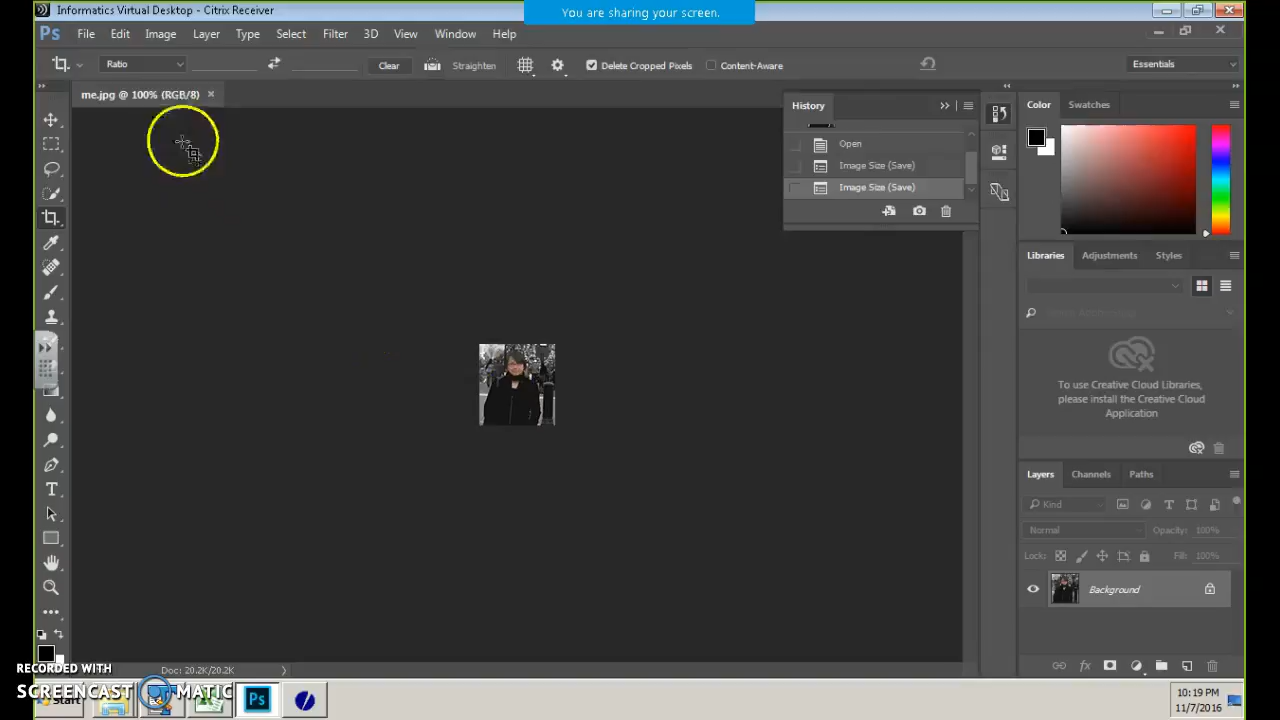 Informatics Virtual Desktop - Citrix Receiver
You are sharing your screen.
Ps File Edit Image Layer Type Select Filter 3D View Window Help
Ratio Clear Straighten Delete Cropped Pixels Content-Aware Essentials
me.jpg @ 100% (RGB/8)
History
Open
Image Size (Save)
Image Size (Save)
Color Swatches
Libraries Adjustments Styles
To use Creative Cloud Libraries,
please install the Creative Cloud
Application
Layers Channels Paths
Kind
Normal Opacity: 100%
Lock: Fill: 100%
Background
Doc: 20.2K/20.2K
RECORDED WITH
SCREENCAST MATIC
Start Ps
10:19 PM
11/7/2016